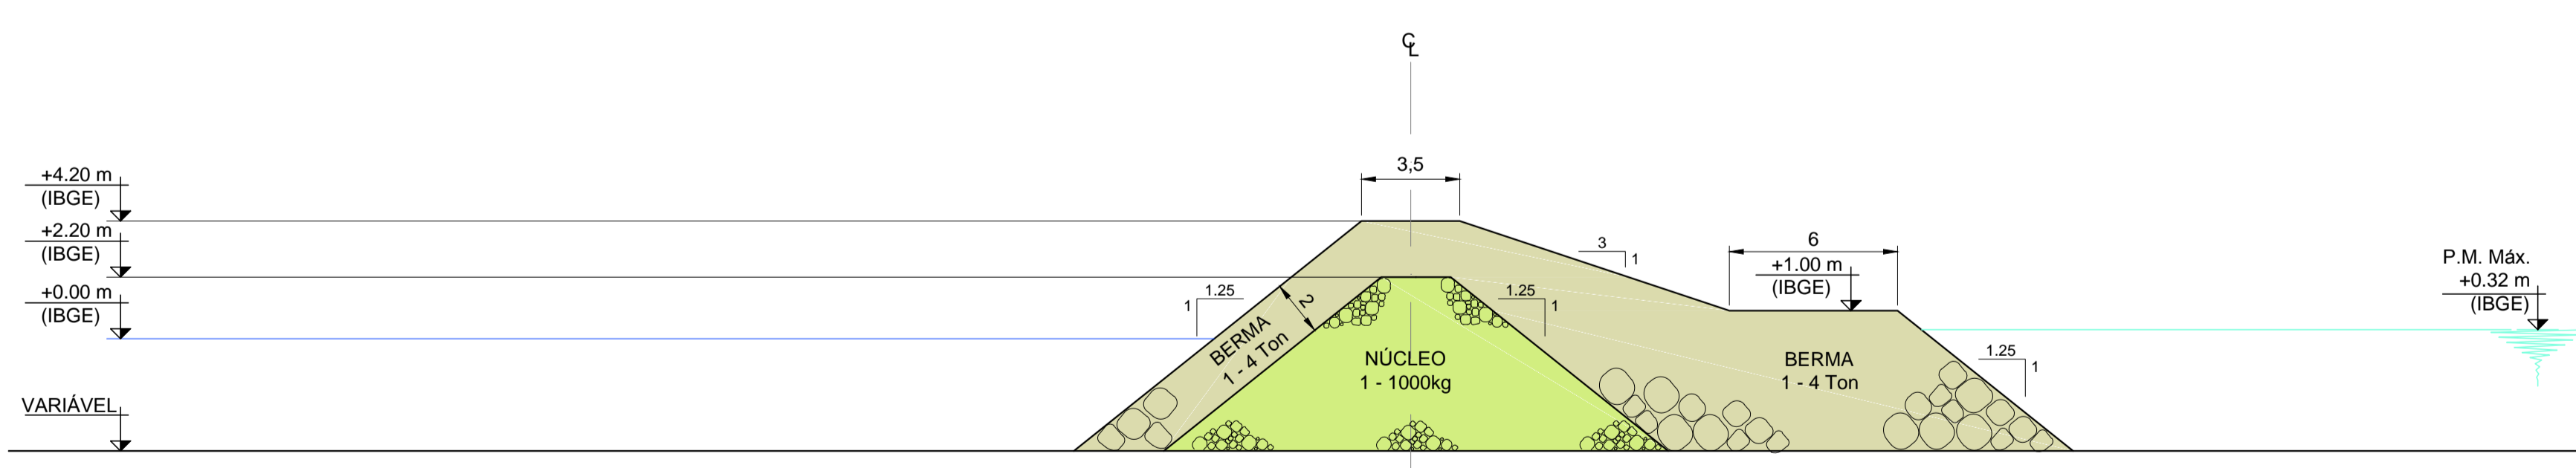 ℄
+4.20 m
(IBGE)
+2.20 m
(IBGE)
+0.00 m
(IBGE)
VARIÁVEL
3,5
1.25
1
2
BERMA
1 - 4 Ton
NÚCLEO
1 - 1000kg
1.25
1
3
1
6
+1.00 m
(IBGE)
BERMA
1 - 4 Ton
1.25
1
P.M. Máx.
+0.32 m
(IBGE)